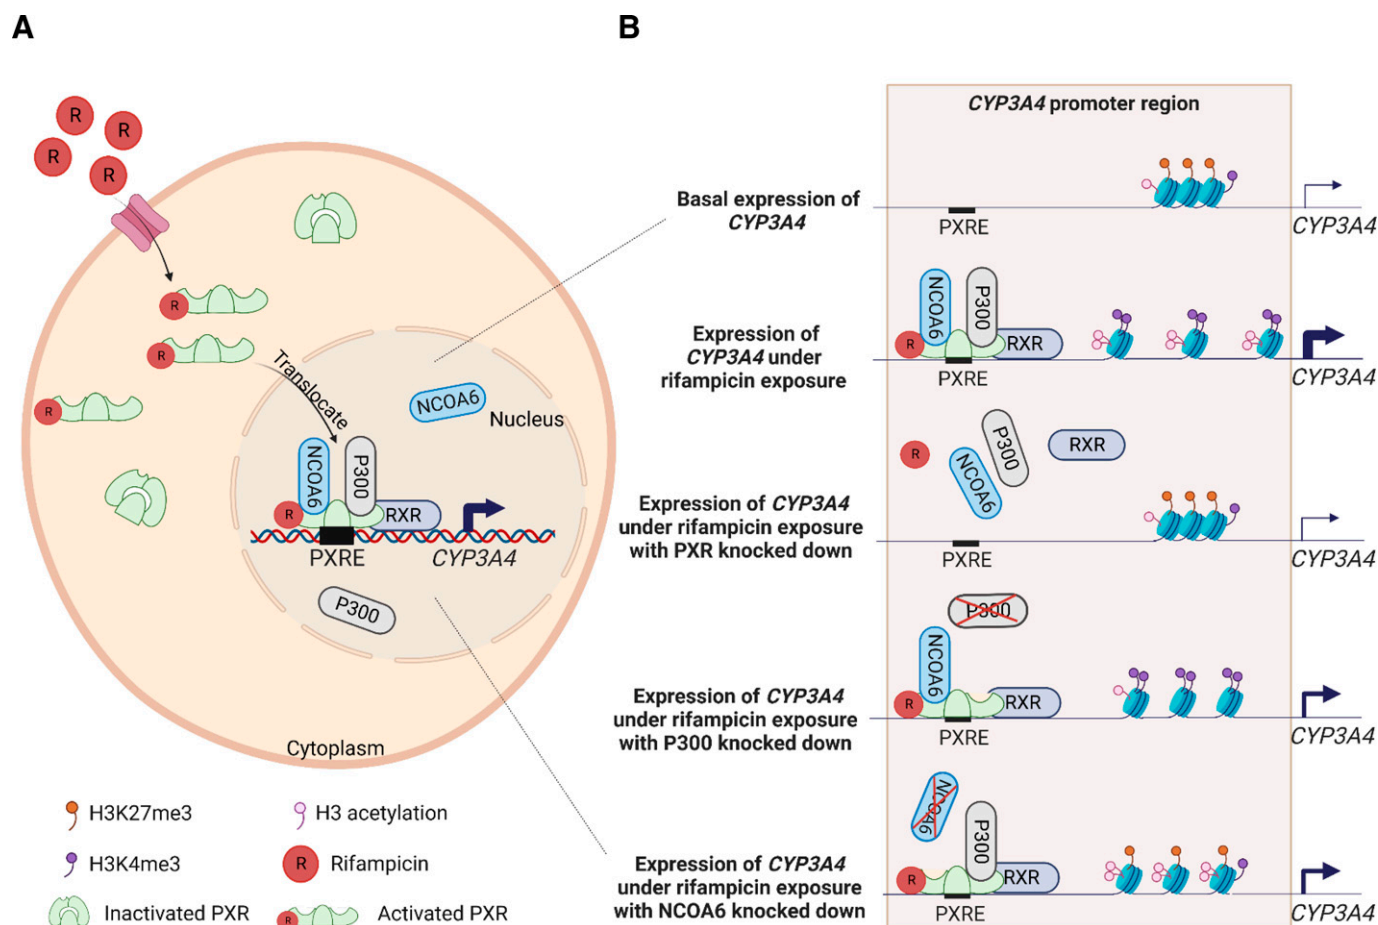 A
B
R
R
R
R
R
R
R
Translocate
NCOA6
Nucleus
NCOA6
P300
R
RXR
PXRE
CYP3A4
P300
Cytoplasm
H3K27me3
H3 acetylation
H3K4me3
R
Rifampicin
Inactivated PXR
R
Activated PXR
CYP3A4 promoter region
Basal expression of
CYP3A4
PXRE
CYP3A4
Expression of
CYP3A4 under
rifampicin exposure
NCOA6
P300
R
RXR
PXRE
CYP3A4
Expression of CYP3A4
under rifampicin exposure
with PXR knocked down
R
NCOA6
P300
RXR
PXRE
CYP3A4
Expression of CYP3A4
under rifampicin exposure
with P300 knocked down
P300
NCOA6
R
RXR
PXRE
CYP3A4
Expression of CYP3A4
under rifampicin exposure
with NCOA6 knocked down
NCOA6
P300
R
RXR
PXRE
CYP3A4